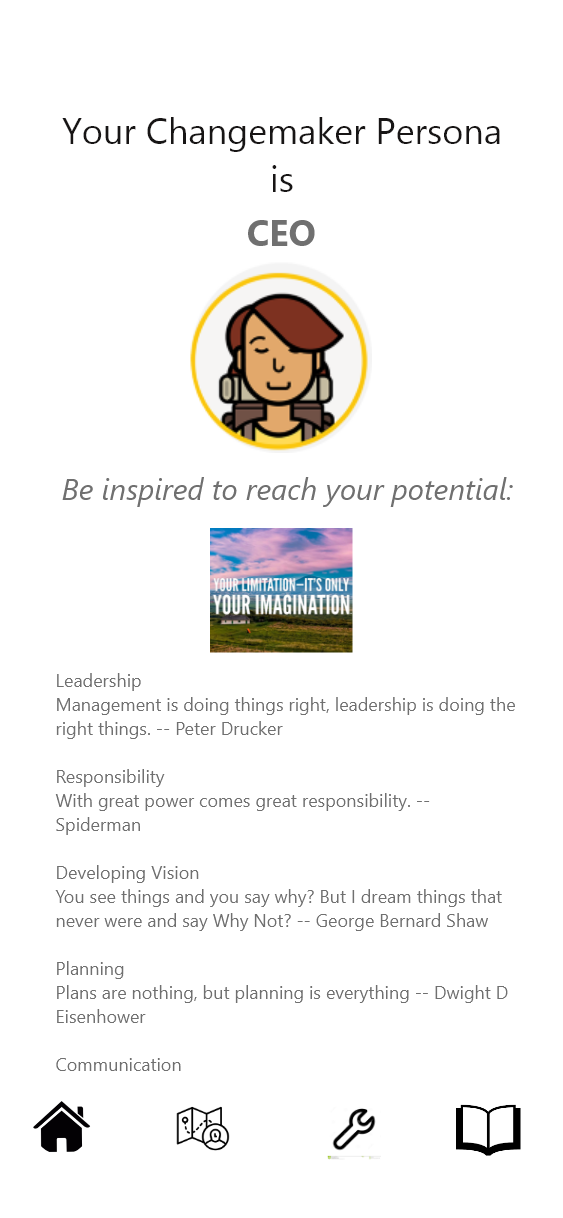 Your Changemaker Persona
is
CEO
Be inspired to reach your potential:
YOUR LIMITATION—IT'S ONLY
YOUR IMAGINATION
Leadership
Management is doing things right, leadership is doing the
right things. -- Peter Drucker
Responsibility
With great power comes great responsibility. --
Spiderman
Developing Vision
You see things and you say why? But I dream things that
never were and say Why Not? -- George Bernard Shaw
Planning
Plans are nothing, but planning is everything -- Dwight D
Eisenhower
Communication